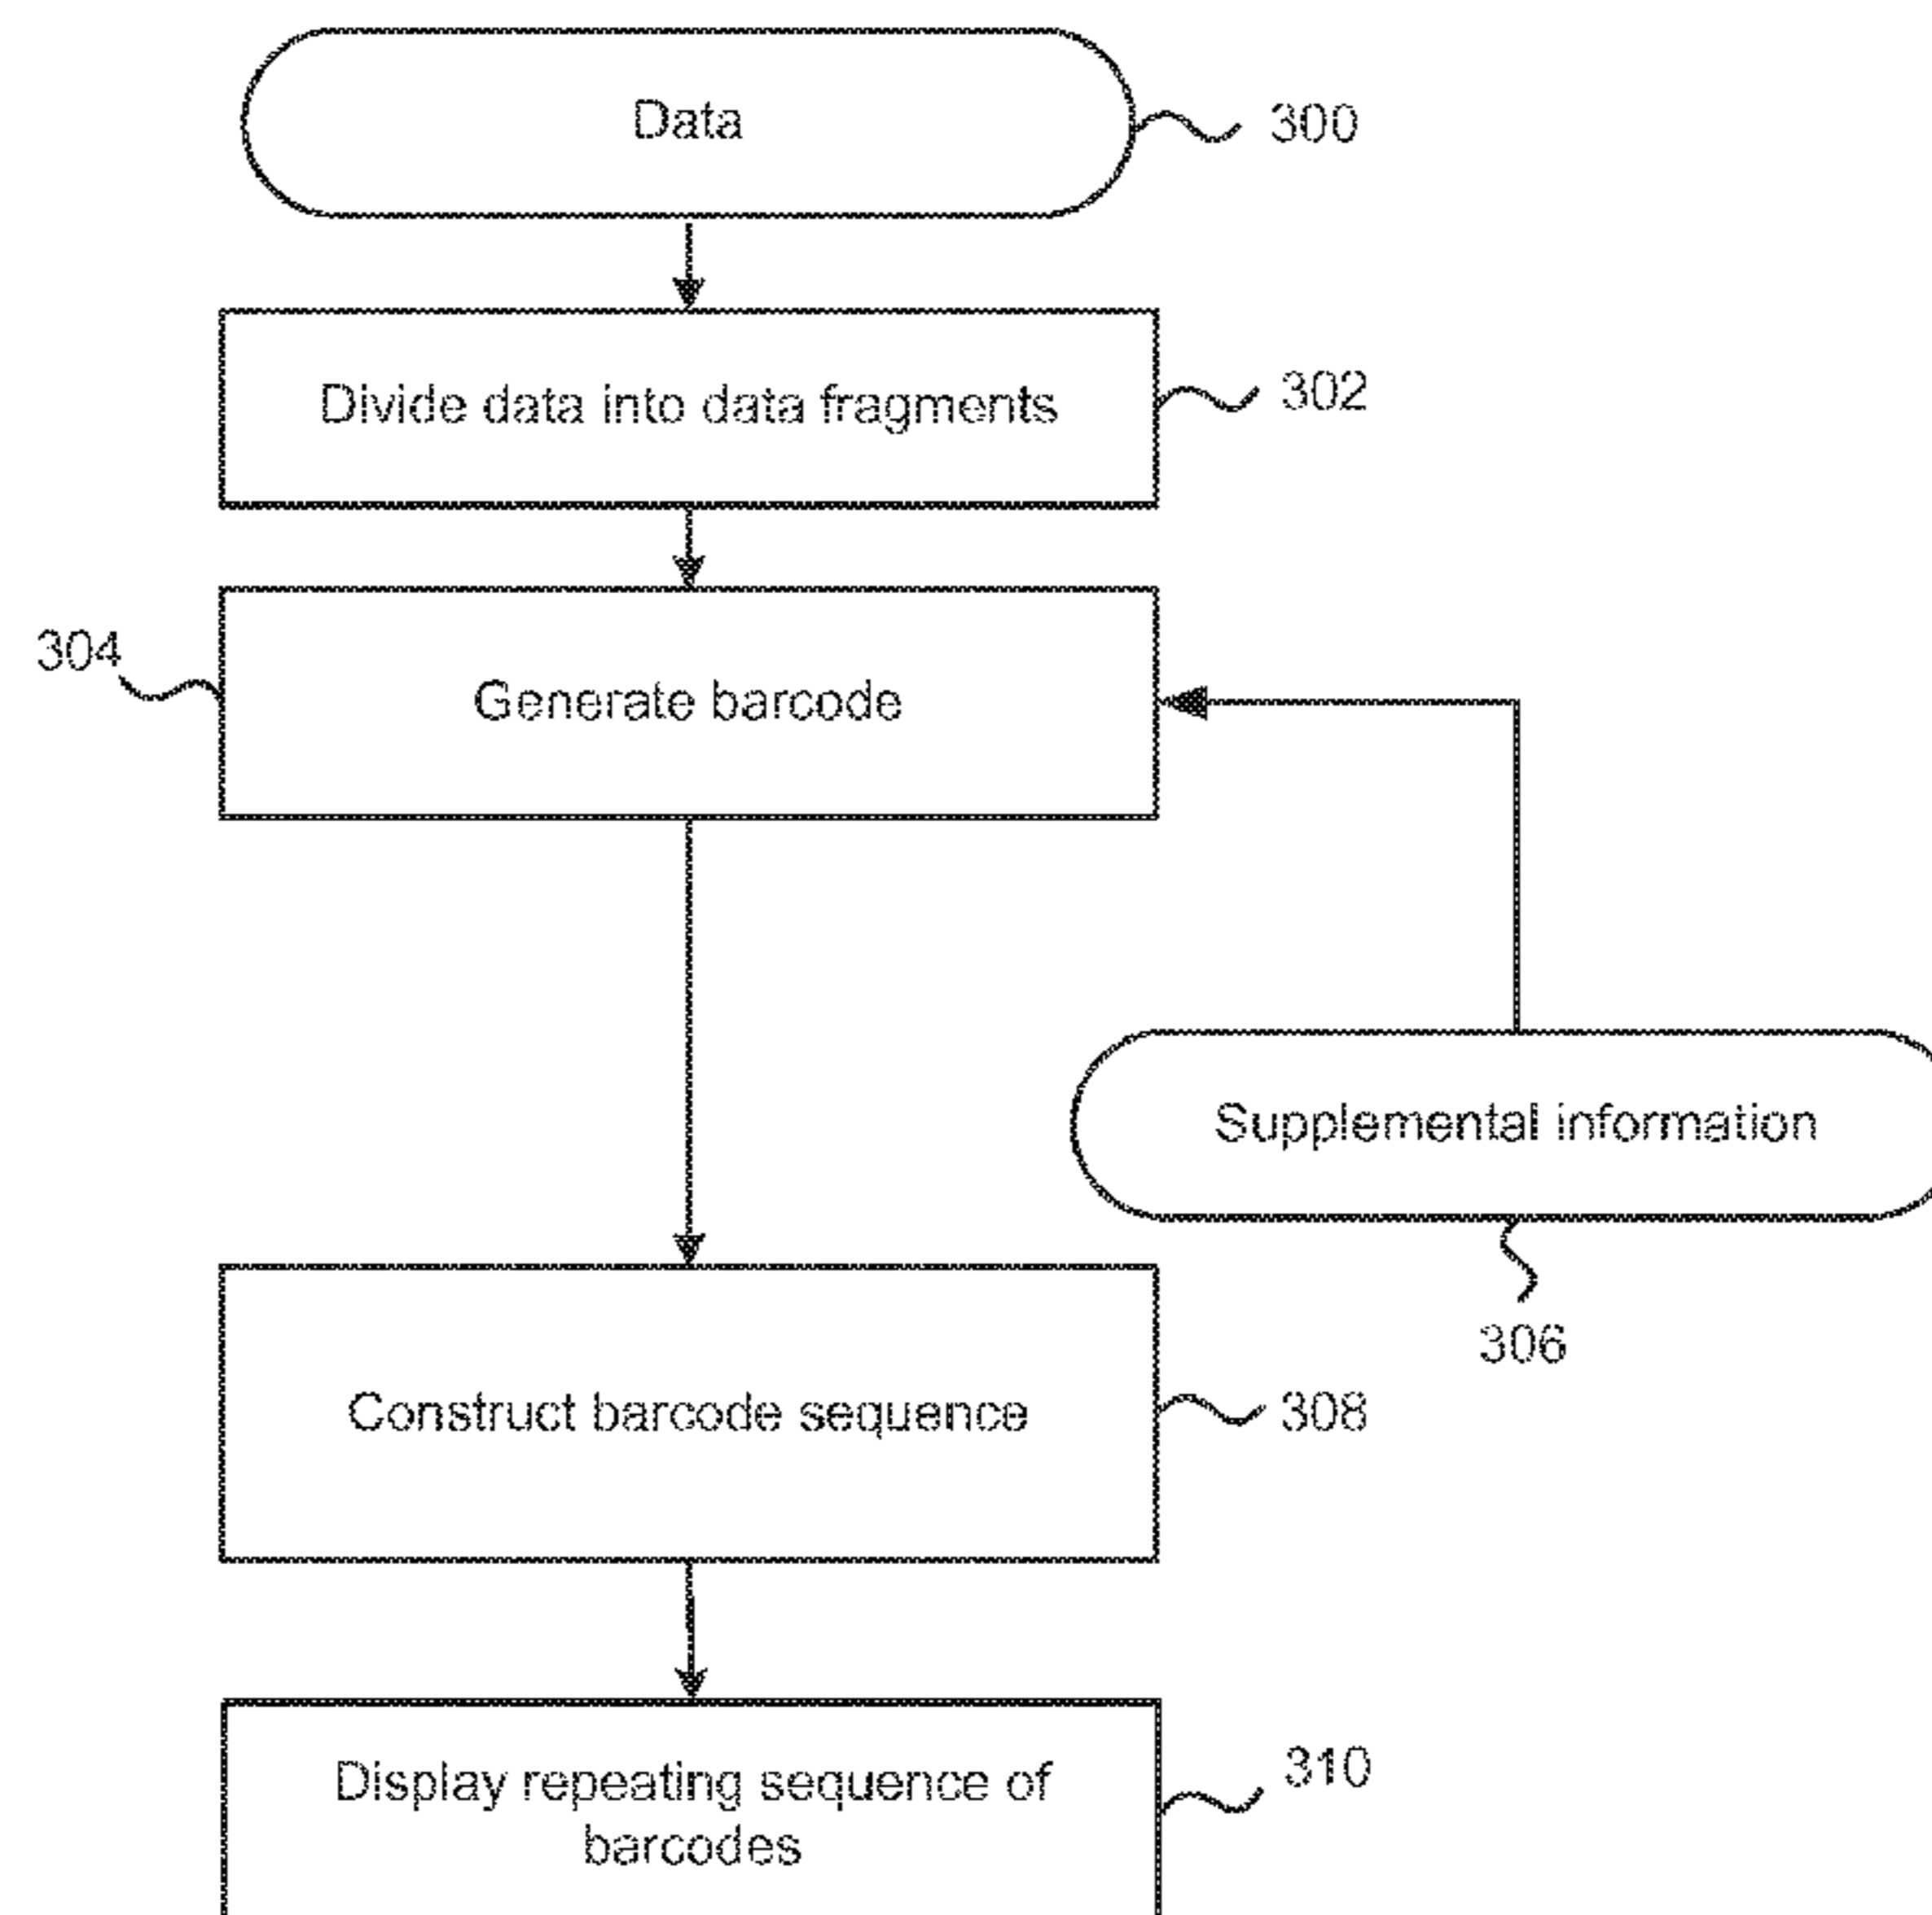 Data
300
Divide data into data fragments
302
304
Generate barcode
Supplemental information
306
Construct barcode sequence
308
Display repeating sequence of
barcodes
310